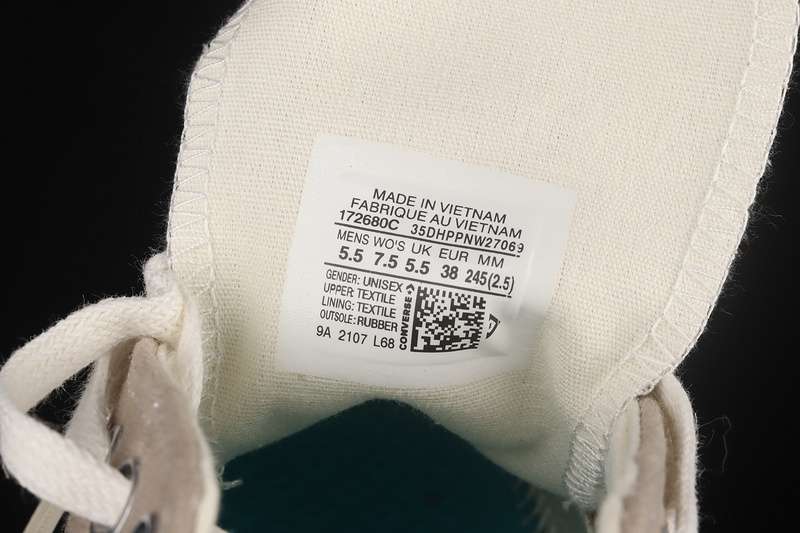 MADE IN VIETNAM
FABRIQUE AU VIETNAM
172680C 35DHPPNW27069
MENS WO'S UK EUR MM
5.5 7.5 5.5 38 245(2.5)
GENDER: UNISEX
UPPER: TEXTILE
LINING: TEXTILE
OUTSOLE: RUBBER
9A 2107 L68
CONVERSE